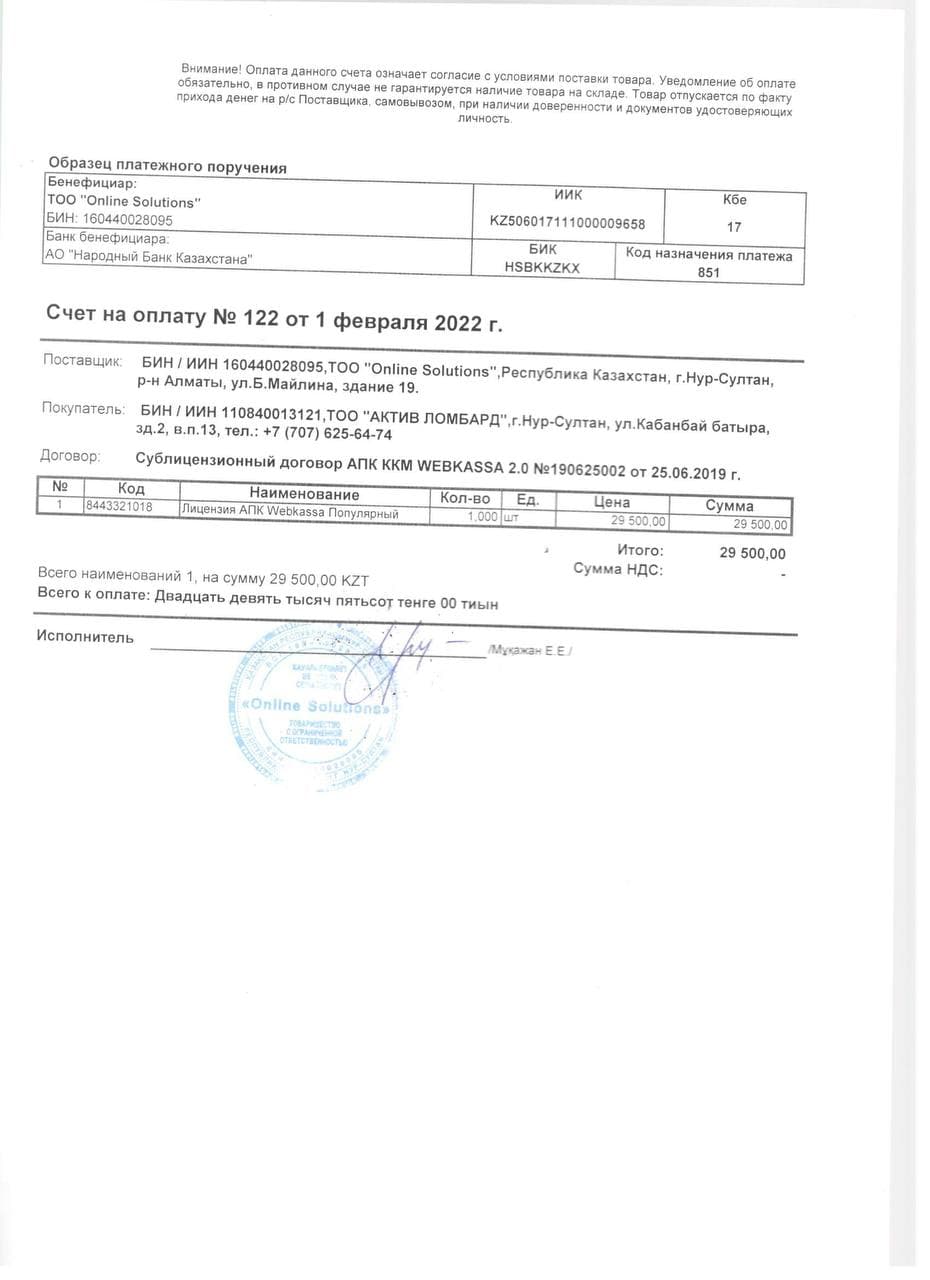 Внимание! Оплата данного счета означает согласие с условиями поставки товара. Уведомление об оплате
обязательно, в противном случае не гарантируется наличие товара на складе. Товар отпускается по факту
прихода денег на р/с Поставщика, самовывозом, при наличии доверенности и документов удостоверяющих
личность.
Образец платежного поручения
Бенефициар:
ТОО "Online Solutions"
БИН: 160440028095
ИИК
KZ506017111000009658
Кбе
17
Банк бенефициара:
АО "Народный Банк Казахстана"
БИК
HSBKKZKX
Код назначения платежа
851
Счет на оплату № 122 от 1 февраля 2022 г.
Поставщик: БИН / ИИН 160440028095,ТОО "Online Solutions",Республика Казахстан, г.Нур-Султан,
р-н Алматы, ул.Б.Майлина, здание 19.
Покупатель: БИН / ИИН 110840013121,ТОО "АКТИВ ЛОМБАРД",г.Нур-Султан, ул.Кабанбай батыра,
зд.2, в.п.13, тел.: +7 (707) 625-64-74
Договор: Сублицензионный договор АПК ККМ WEBKASSA 2.0 №190625002 от 25.06.2019 г.
№ Код Наименование Кол-во Ед. Цена Сумма
1 8443321018 Лицензия АПК Webkassa Популярный 1,000 шт 29 500,00 29 500,00
Итого: 29 500,00
Сумма НДС: -
Всего наименований 1, на сумму 29 500,00 KZT
Всего к оплате: Двадцать девять тысяч пятьсот тенге 00 тиын
Исполнитель /Мұқажан Е.Е./
«Online Solutions»
ТОВАРИЩЕСТВО
С ОГРАНИЧЕННОЙ
ОТВЕТСТВЕННОСТЬЮ